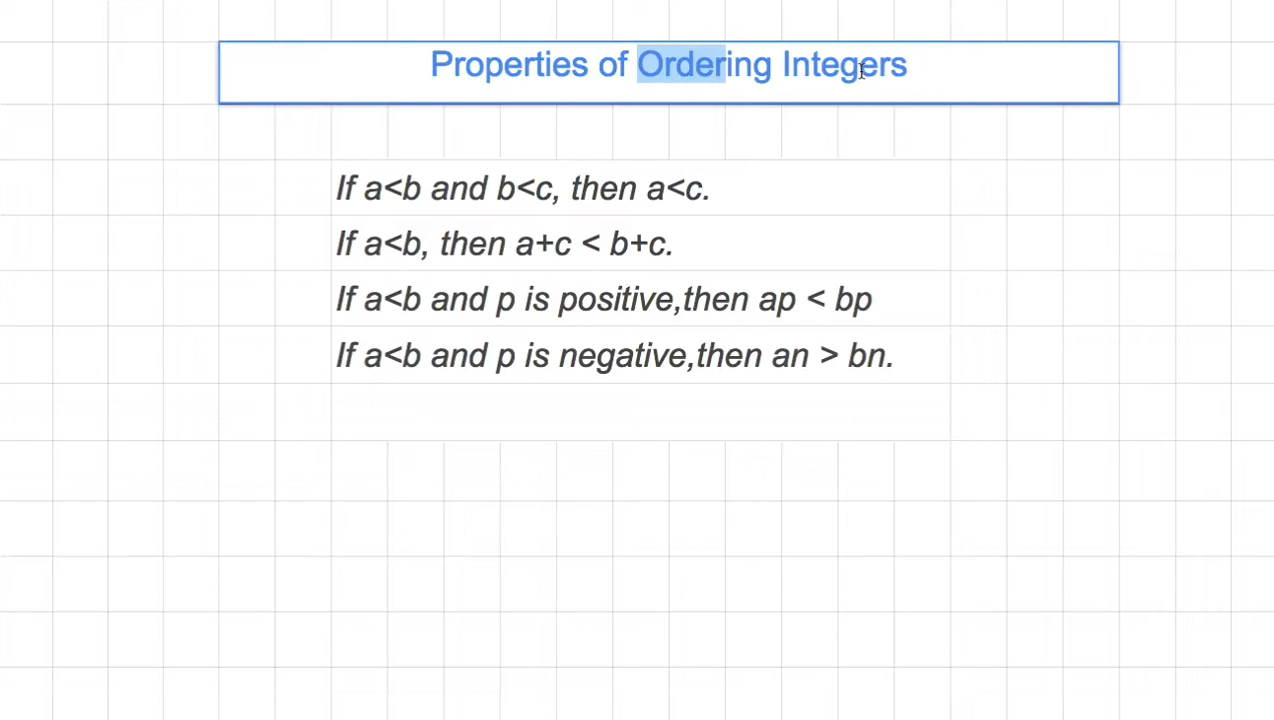 Properties of Ordering Integers
If a<b and b<c, then a<c.
If a<b, then a+c < b+c.
If a<b and p is positive,then ap < bp
If a<b and p is negative,then an > bn.